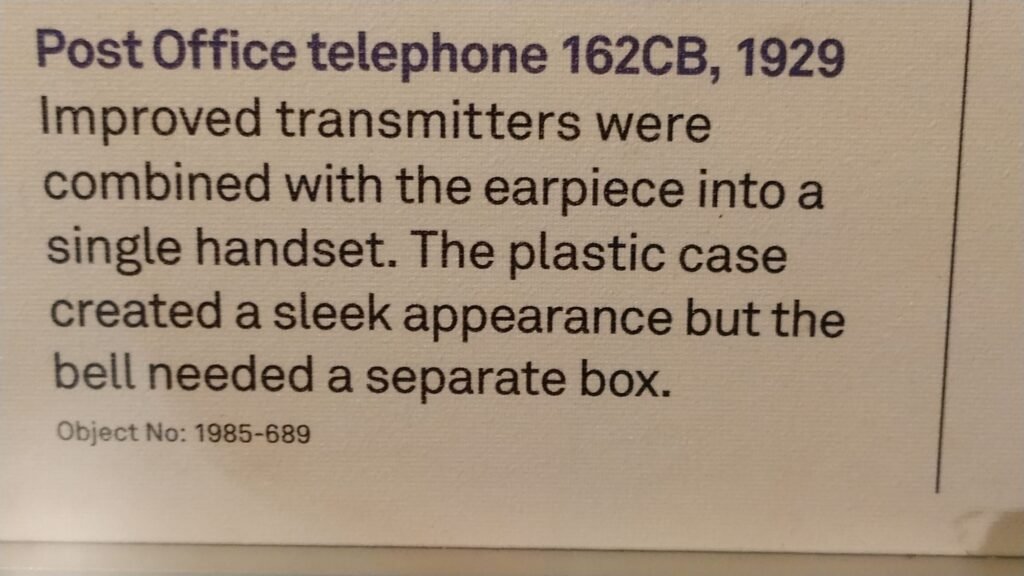 Post Office telephone 162CB, 1929
Improved transmitters were
combined with the earpiece into a
single handset. The plastic case
created a sleek appearance but the
bell needed a separate box.
Object No: 1985-689